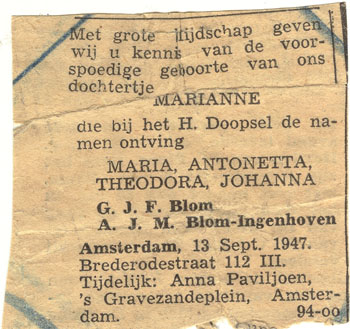 Met grote blijdschap geven
wij u kennis van de voor-
spoedige geboorte van ons
dochtertje
MARIANNE
die bij het H. Doopsel de na-
men ontving
MARIA, ANTONETTA,
THEODORA, JOHANNA
G. J. F. Blom
A. J. M. Blom-Ingenhoven
Amsterdam, 13 Sept. 1947.
Brederodestraat 112 III.
Tijdelijk: Anna Paviljoen,
's Gravezandeplein, Amster-
dam. 94-oo